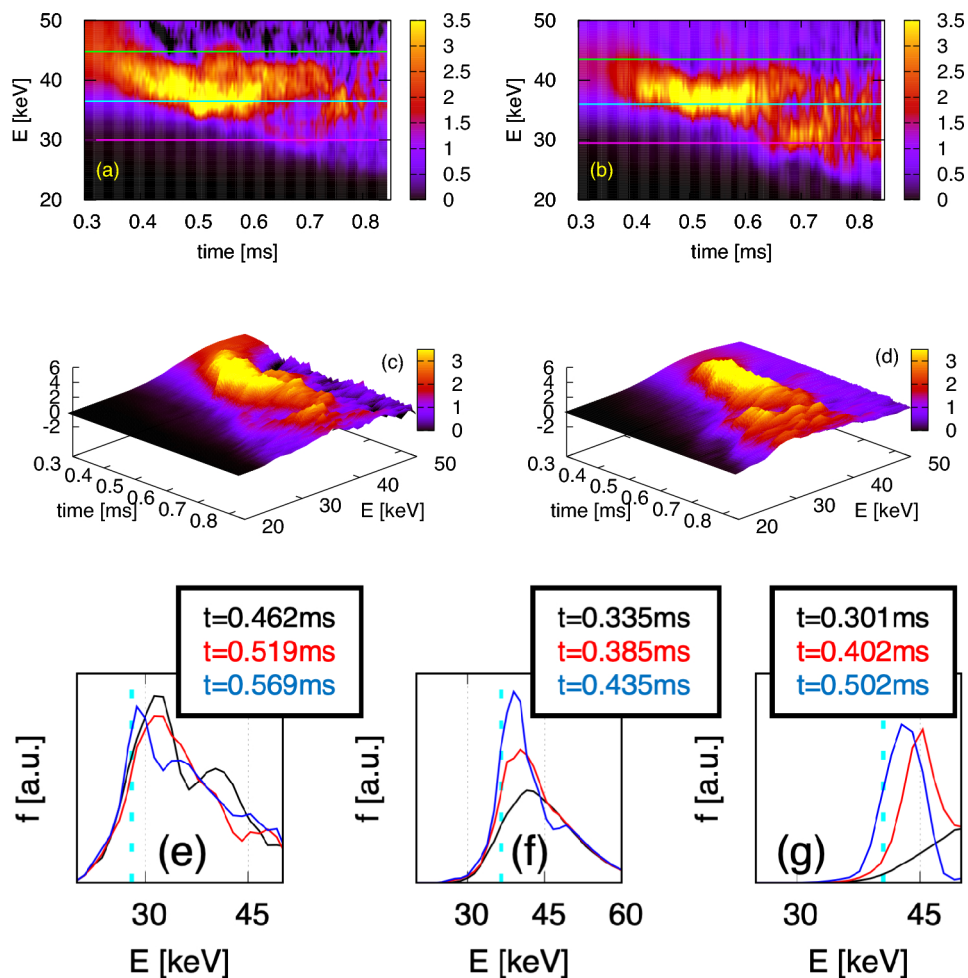 50
40
30
20
E [keV]
(a)
0.3 0.4 0.5 0.6 0.7 0.8
time [ms]
3.5
3
2.5
2
1.5
1
0.5
0
50
40
30
20
E [keV]
(b)
0.3 0.4 0.5 0.6 0.7 0.8
time [ms]
3.5
3
2.5
2
1.5
1
0.5
0
(c)
3
2
1
0
6
4
2
0
-2
0.3
0.4
0.5
0.6
0.7
0.8
time [ms]
20
30
40
50
E [keV]
(d)
3
2
1
0
6
4
2
0
-2
0.3
0.4
0.5
0.6
0.7
0.8
time [ms]
20
30
40
50
E [keV]
t=0.462ms
t=0.519ms
t=0.569ms
f [a.u.]
(e)
30 45
E [keV]
t=0.335ms
t=0.385ms
t=0.435ms
f [a.u.]
(f)
30 45 60
E [keV]
t=0.301ms
t=0.402ms
t=0.502ms
f [a.u.]
(g)
30 45
E [keV]